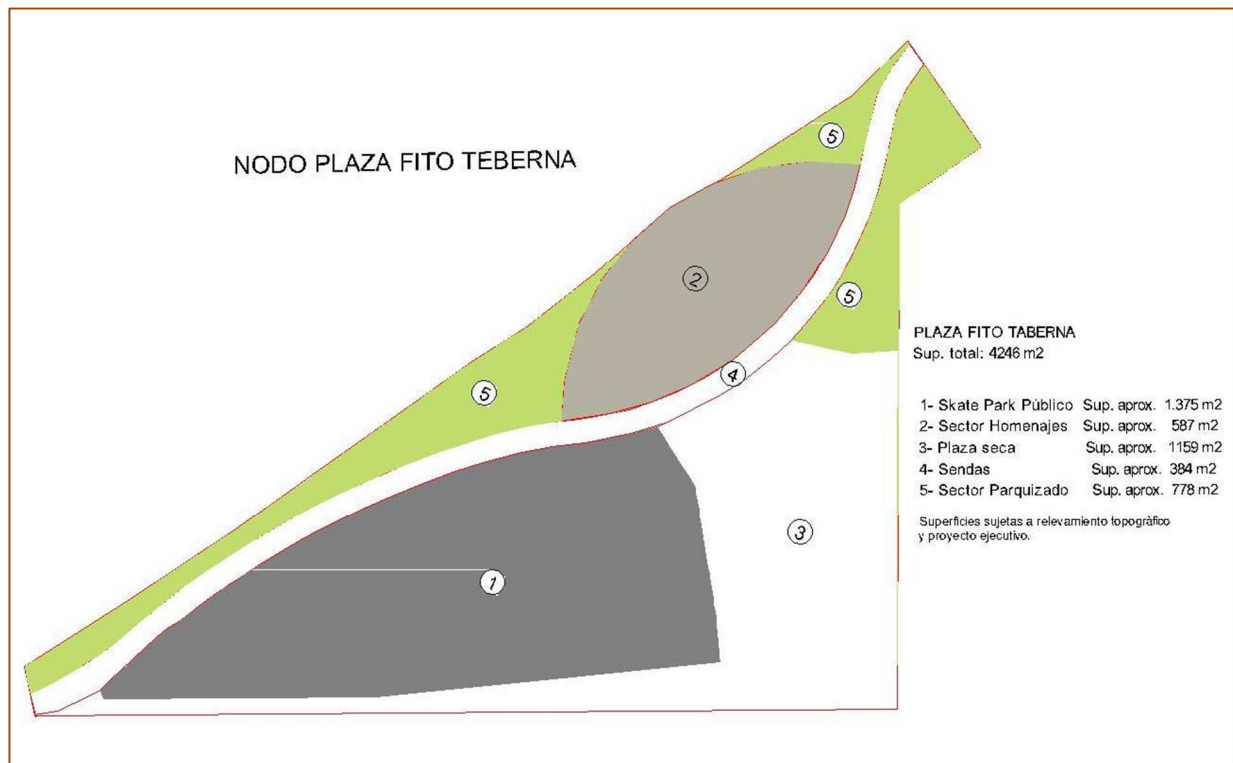 NODO PLAZA FITO TEBERNA
5
2
5
4
5
3
1
PLAZA FITO TABERNA
Sup. total: 4246 m2
1- Skate Park Público Sup. aprox. 1.375 m2
2- Sector Homenajes Sup. aprox. 587 m2
3- Plaza seca Sup. aprox. 1159 m2
4- Sendas Sup. aprox. 384 m2
5- Sector Parquizado Sup. aprox. 778 m2
Superficies sujetas a relevamiento topográfico
y proyecto ejecutivo.